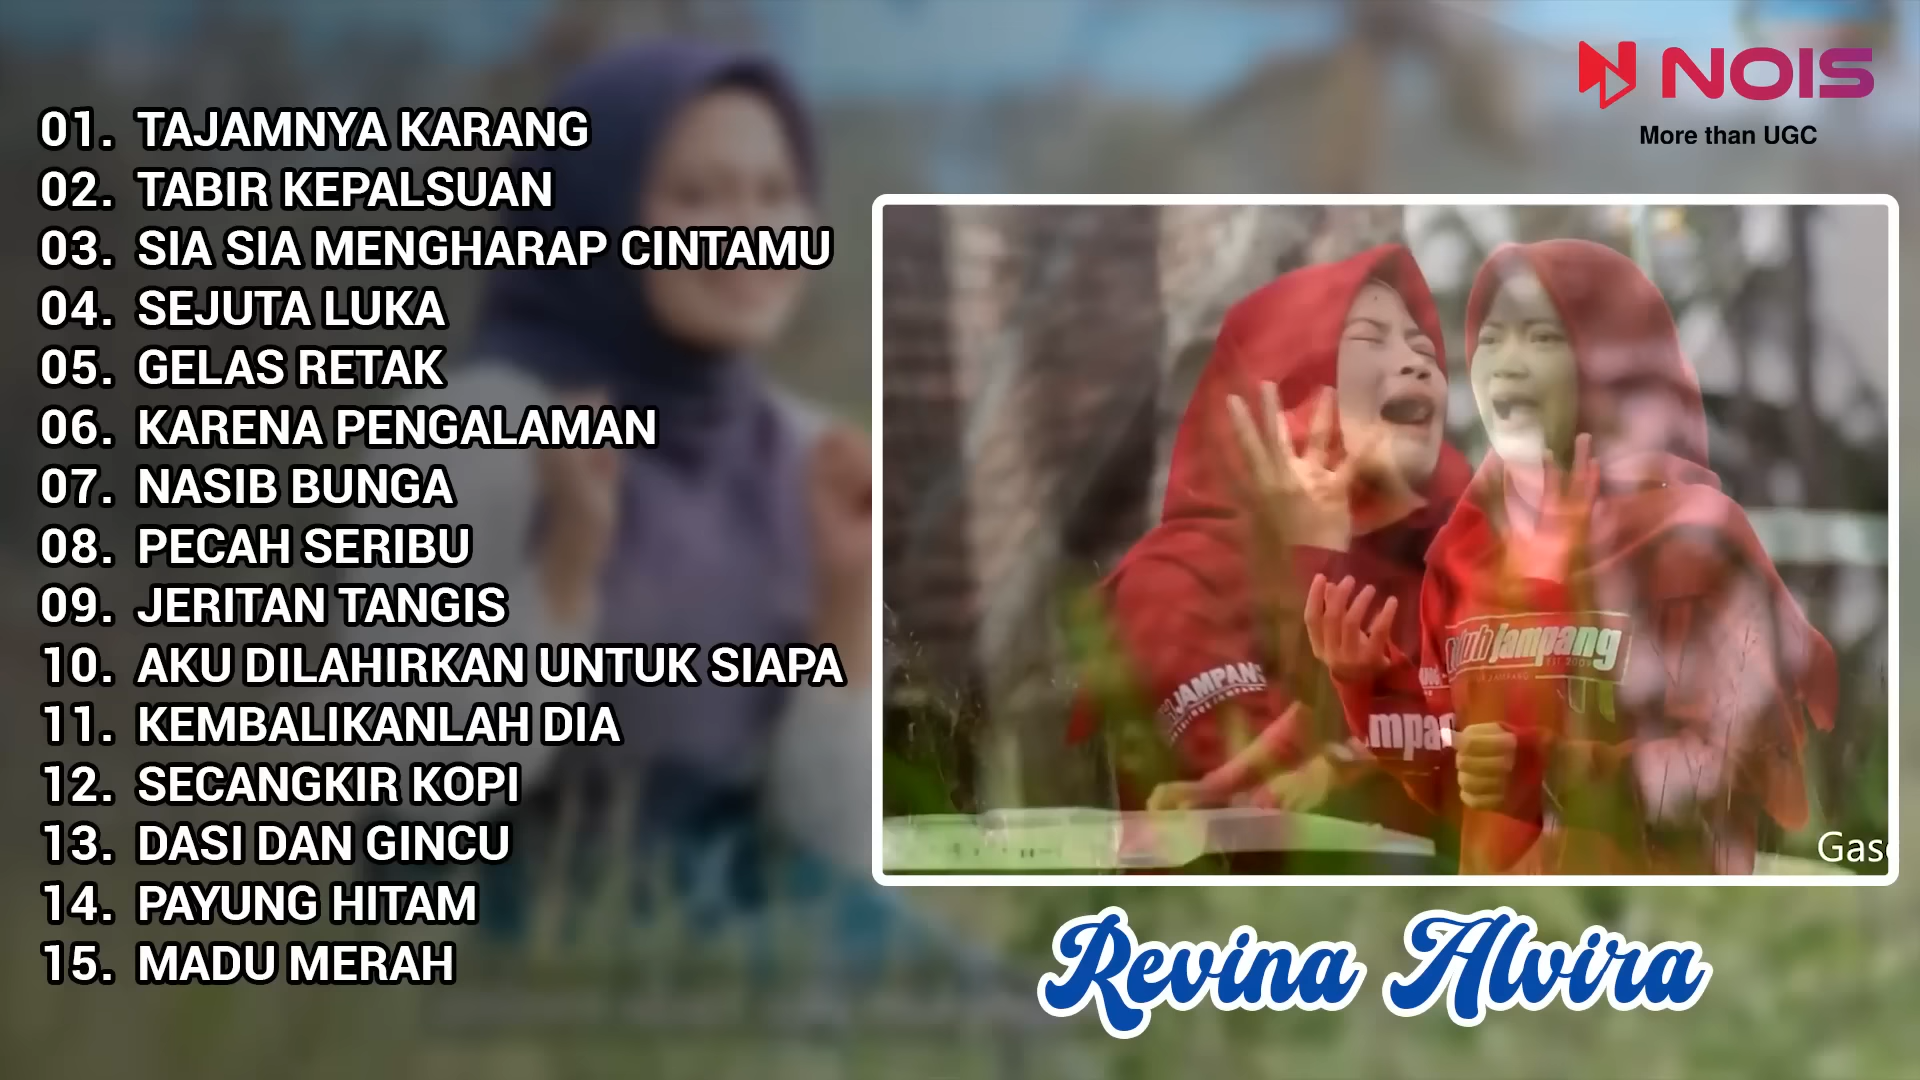 01. TAJAMNYA KARANG
02. TABIR KEPALSUAN
03. SIA SIA MENGHARAP CINTAMU
04. SEJUTA LUKA
05. GELAS RETAK
06. KARENA PENGALAMAN
07. NASIB BUNGA
08. PECAH SERIBU
09. JERITAN TANGIS
10. AKU DILAHIRKAN UNTUK SIAPA
11. KEMBALIKANLAH DIA
12. SECANGKIR KOPI
13. DASI DAN GINCU
14. PAYUNG HITAM
15. MADU MERAH
NOIS
More than UGC
Jampang
Revina Alvira